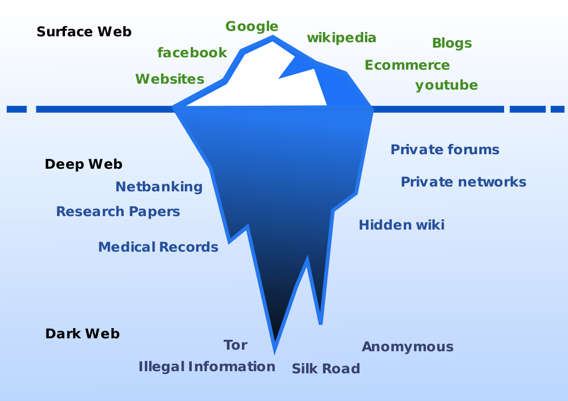 Google
Surface Web
wikipedia
Blogs
facebook
Ecommerce
Websites
youtube
Private forums
Deep Web
Private networks
Netbanking
Research Papers
Hidden wiki
Medical Records
Dark Web
Tor
Anomymous
Illegal Information
Silk Road